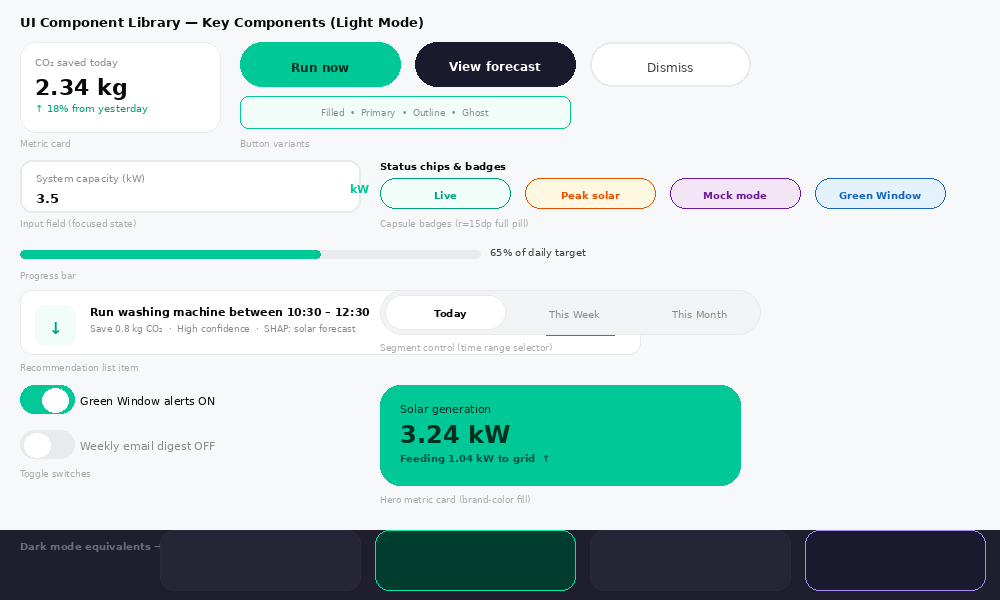 UI Component Library — Key Components (Light Mode)
CO₂ saved today
2.34 kg
↑ 18% from yesterday
Metric card
Run now
View forecast
Dismiss
Filled • Primary • Outline • Ghost
Button variants
System capacity (kW)
3.5
kW
Input field (focused state)
Status chips & badges
Live
Peak solar
Mock mode
Green Window
Capsule badges (r=15dp full pill)
65% of daily target
Progress bar
↓
Run washing machine between 10:30 – 12:30
Save 0.8 kg CO₂ · High confidence · SHAP: solar forecast
Recommendation list item
Today
This Week
This Month
Segment control (time range selector)
Green Window alerts ON
Weekly email digest OFF
Toggle switches
Solar generation
3.24 kW
Feeding 1.04 kW to grid ↑
Hero metric card (brand-color fill)
Dark mode equivalents →